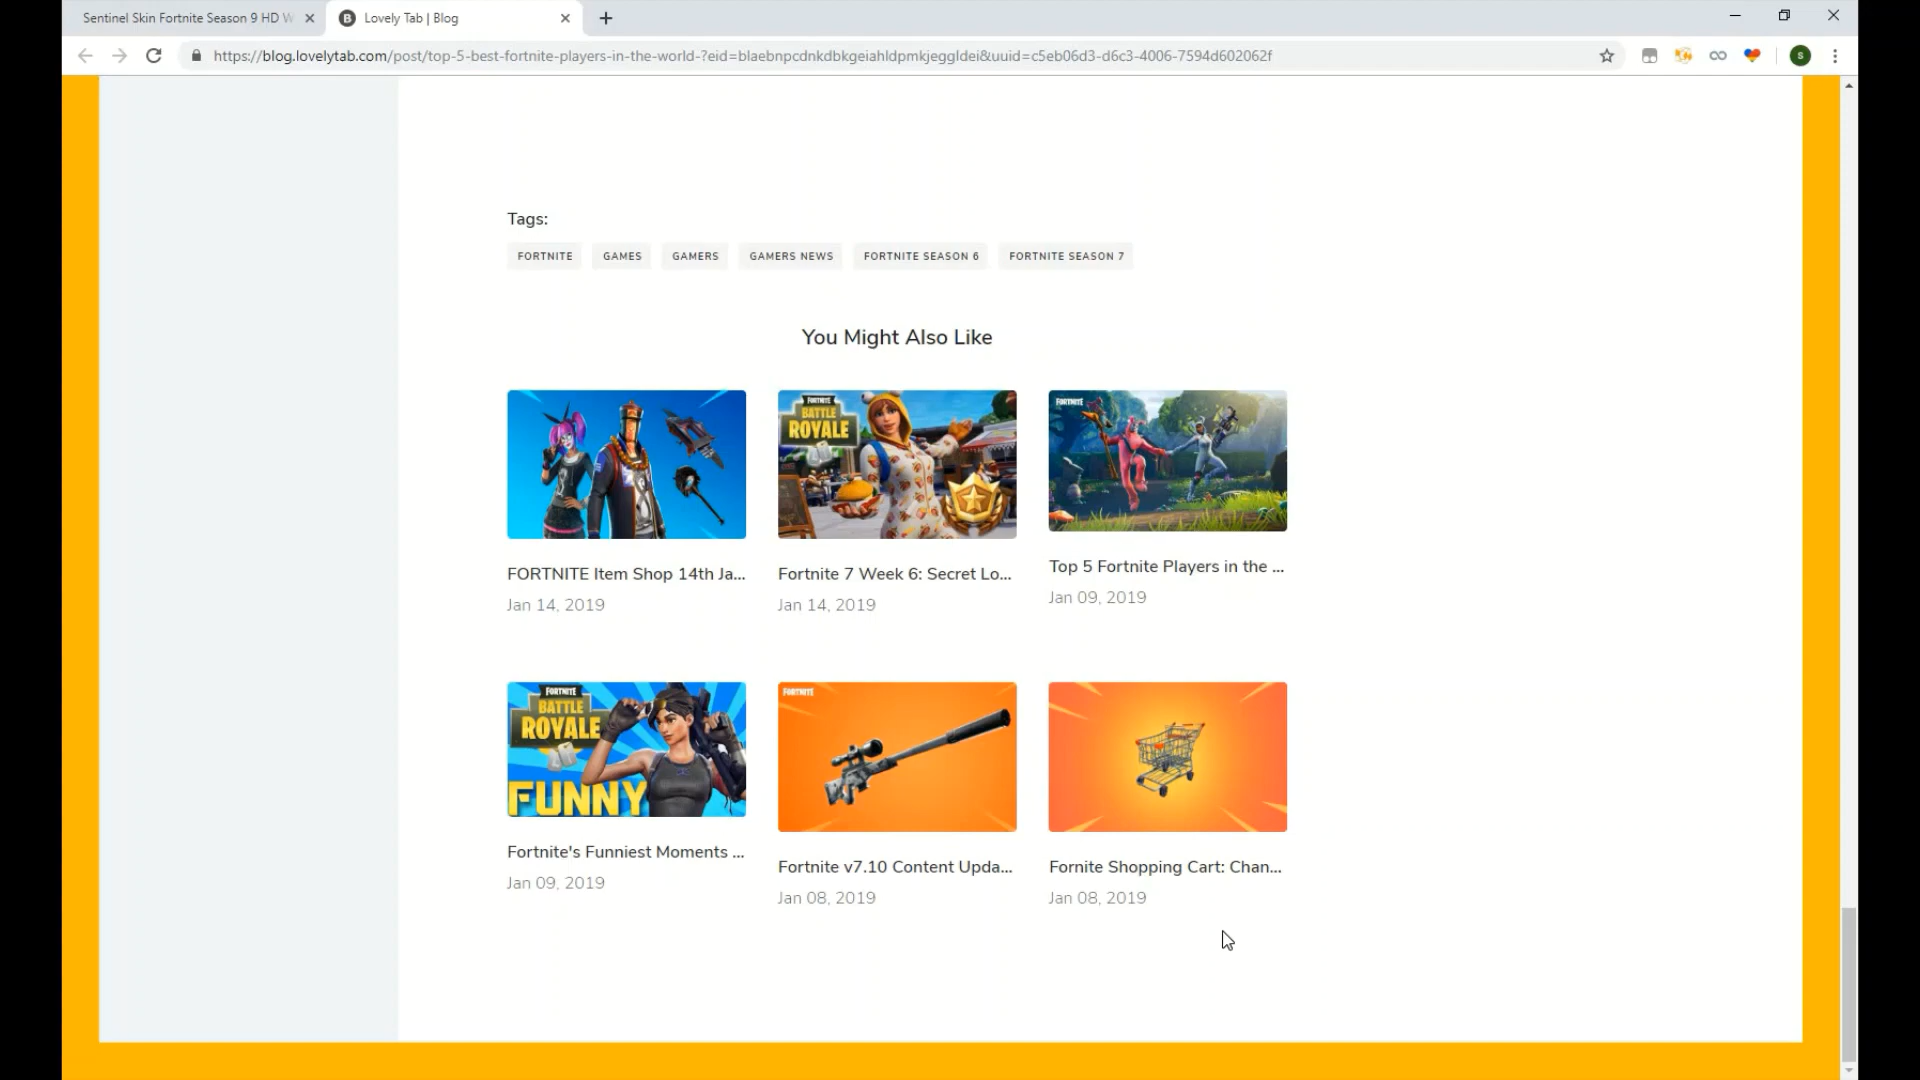 Sentinel Skin Fortnite Season 9 HD W
Lovely Tab | Blog
https://blog.lovelytab.com/post/top-5-best-fortnite-players-in-the-world-?eid=blaebnpcdnkdbkgeiahldpmkjeggldei&uuid=c5eb06d3-d6c3-4006-7594d602062f
S
Tags:
FORTNITE GAMES GAMERS GAMERS NEWS FORTNITE SEASON 6 FORTNITE SEASON 7
You Might Also Like
FORTNITE
BATTLE
ROYALE
FORTNITE
FORTNITE Item Shop 14th Ja...
Jan 14, 2019
Fortnite 7 Week 6: Secret Lo...
Jan 14, 2019
Top 5 Fortnite Players in the ...
Jan 09, 2019
FORTNITE
BATTLE
ROYALE
FUNNY
FORTNITE
Fortnite's Funniest Moments ...
Jan 09, 2019
Fortnite v7.10 Content Upda...
Jan 08, 2019
Fornite Shopping Cart: Chan...
Jan 08, 2019